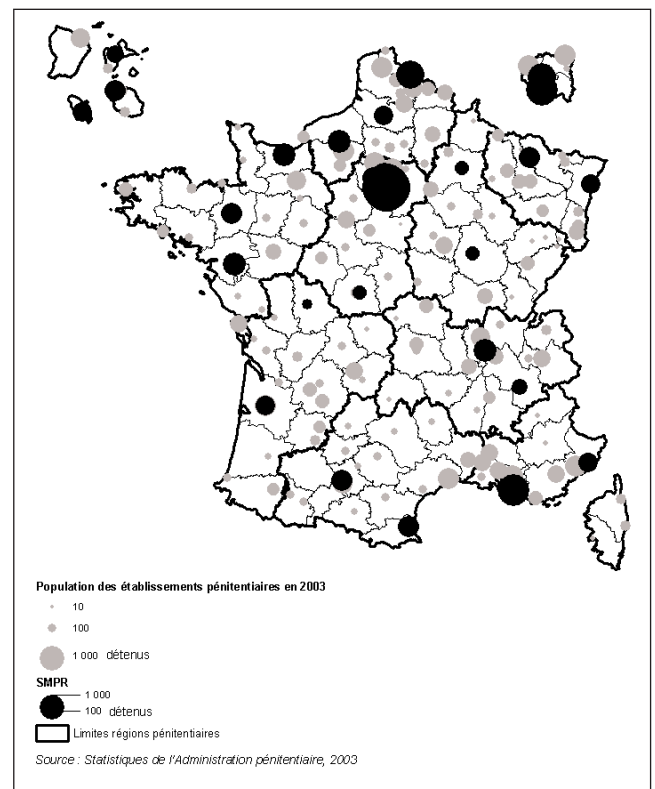 Population des établissements pénitentiaires en 2003
10
100
1 000 détenus
SMPR
1 000
100 détenus
Limites régions pénitentiaires
Source : Statistiques de l'Administration pénitentiaire, 2003